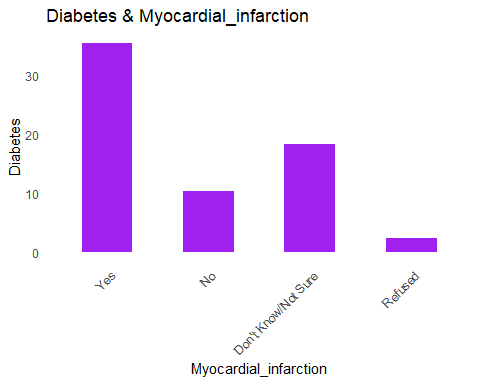 Diabetes & Myocardial_infarction
Diabetes
30
20
10
0
Yes
No
Don't Know/Not Sure
Refused
Myocardial_infarction